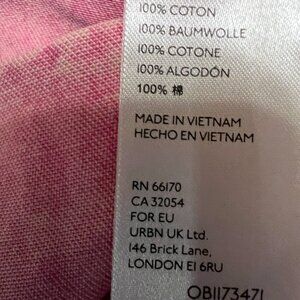 100% COTON
100% BAUMWOLLE
100% COTONE
100% ALGODÓN
100% 棉
MADE IN VIETNAM
HECHO EN VIETNAM
RN 66170
CA 32054
FOR EU
URBN UK Ltd.
146 Brick Lane,
LONDON E1 6RU
OB1173471